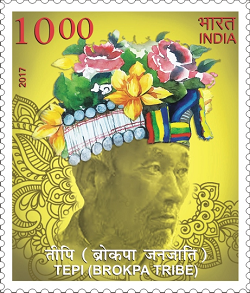 10.00
भारत
INDIA
2017
तीपि ( ब्रोकपा जनजाति )
TEPI (BROKPA TRIBE)